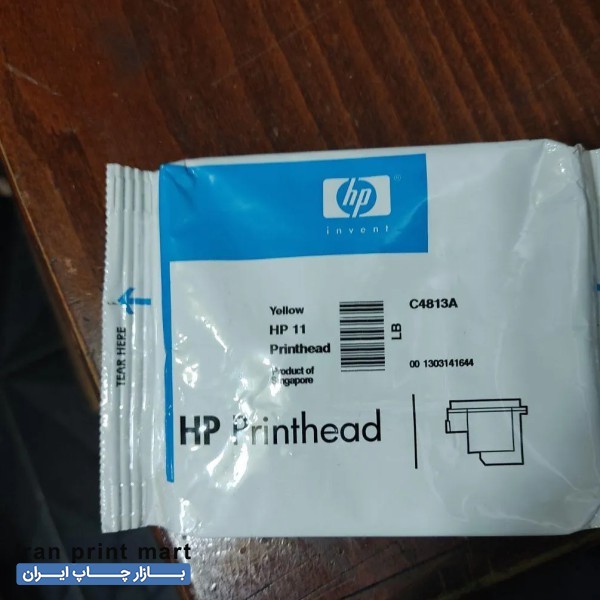 hp
®
invent
Yellow
HP 11
Printhead
Product of
Singapore
LB
C4813A
00 1303141644
TEAR HERE
HP Printhead
Iran print mart
بازار چاپ ایران